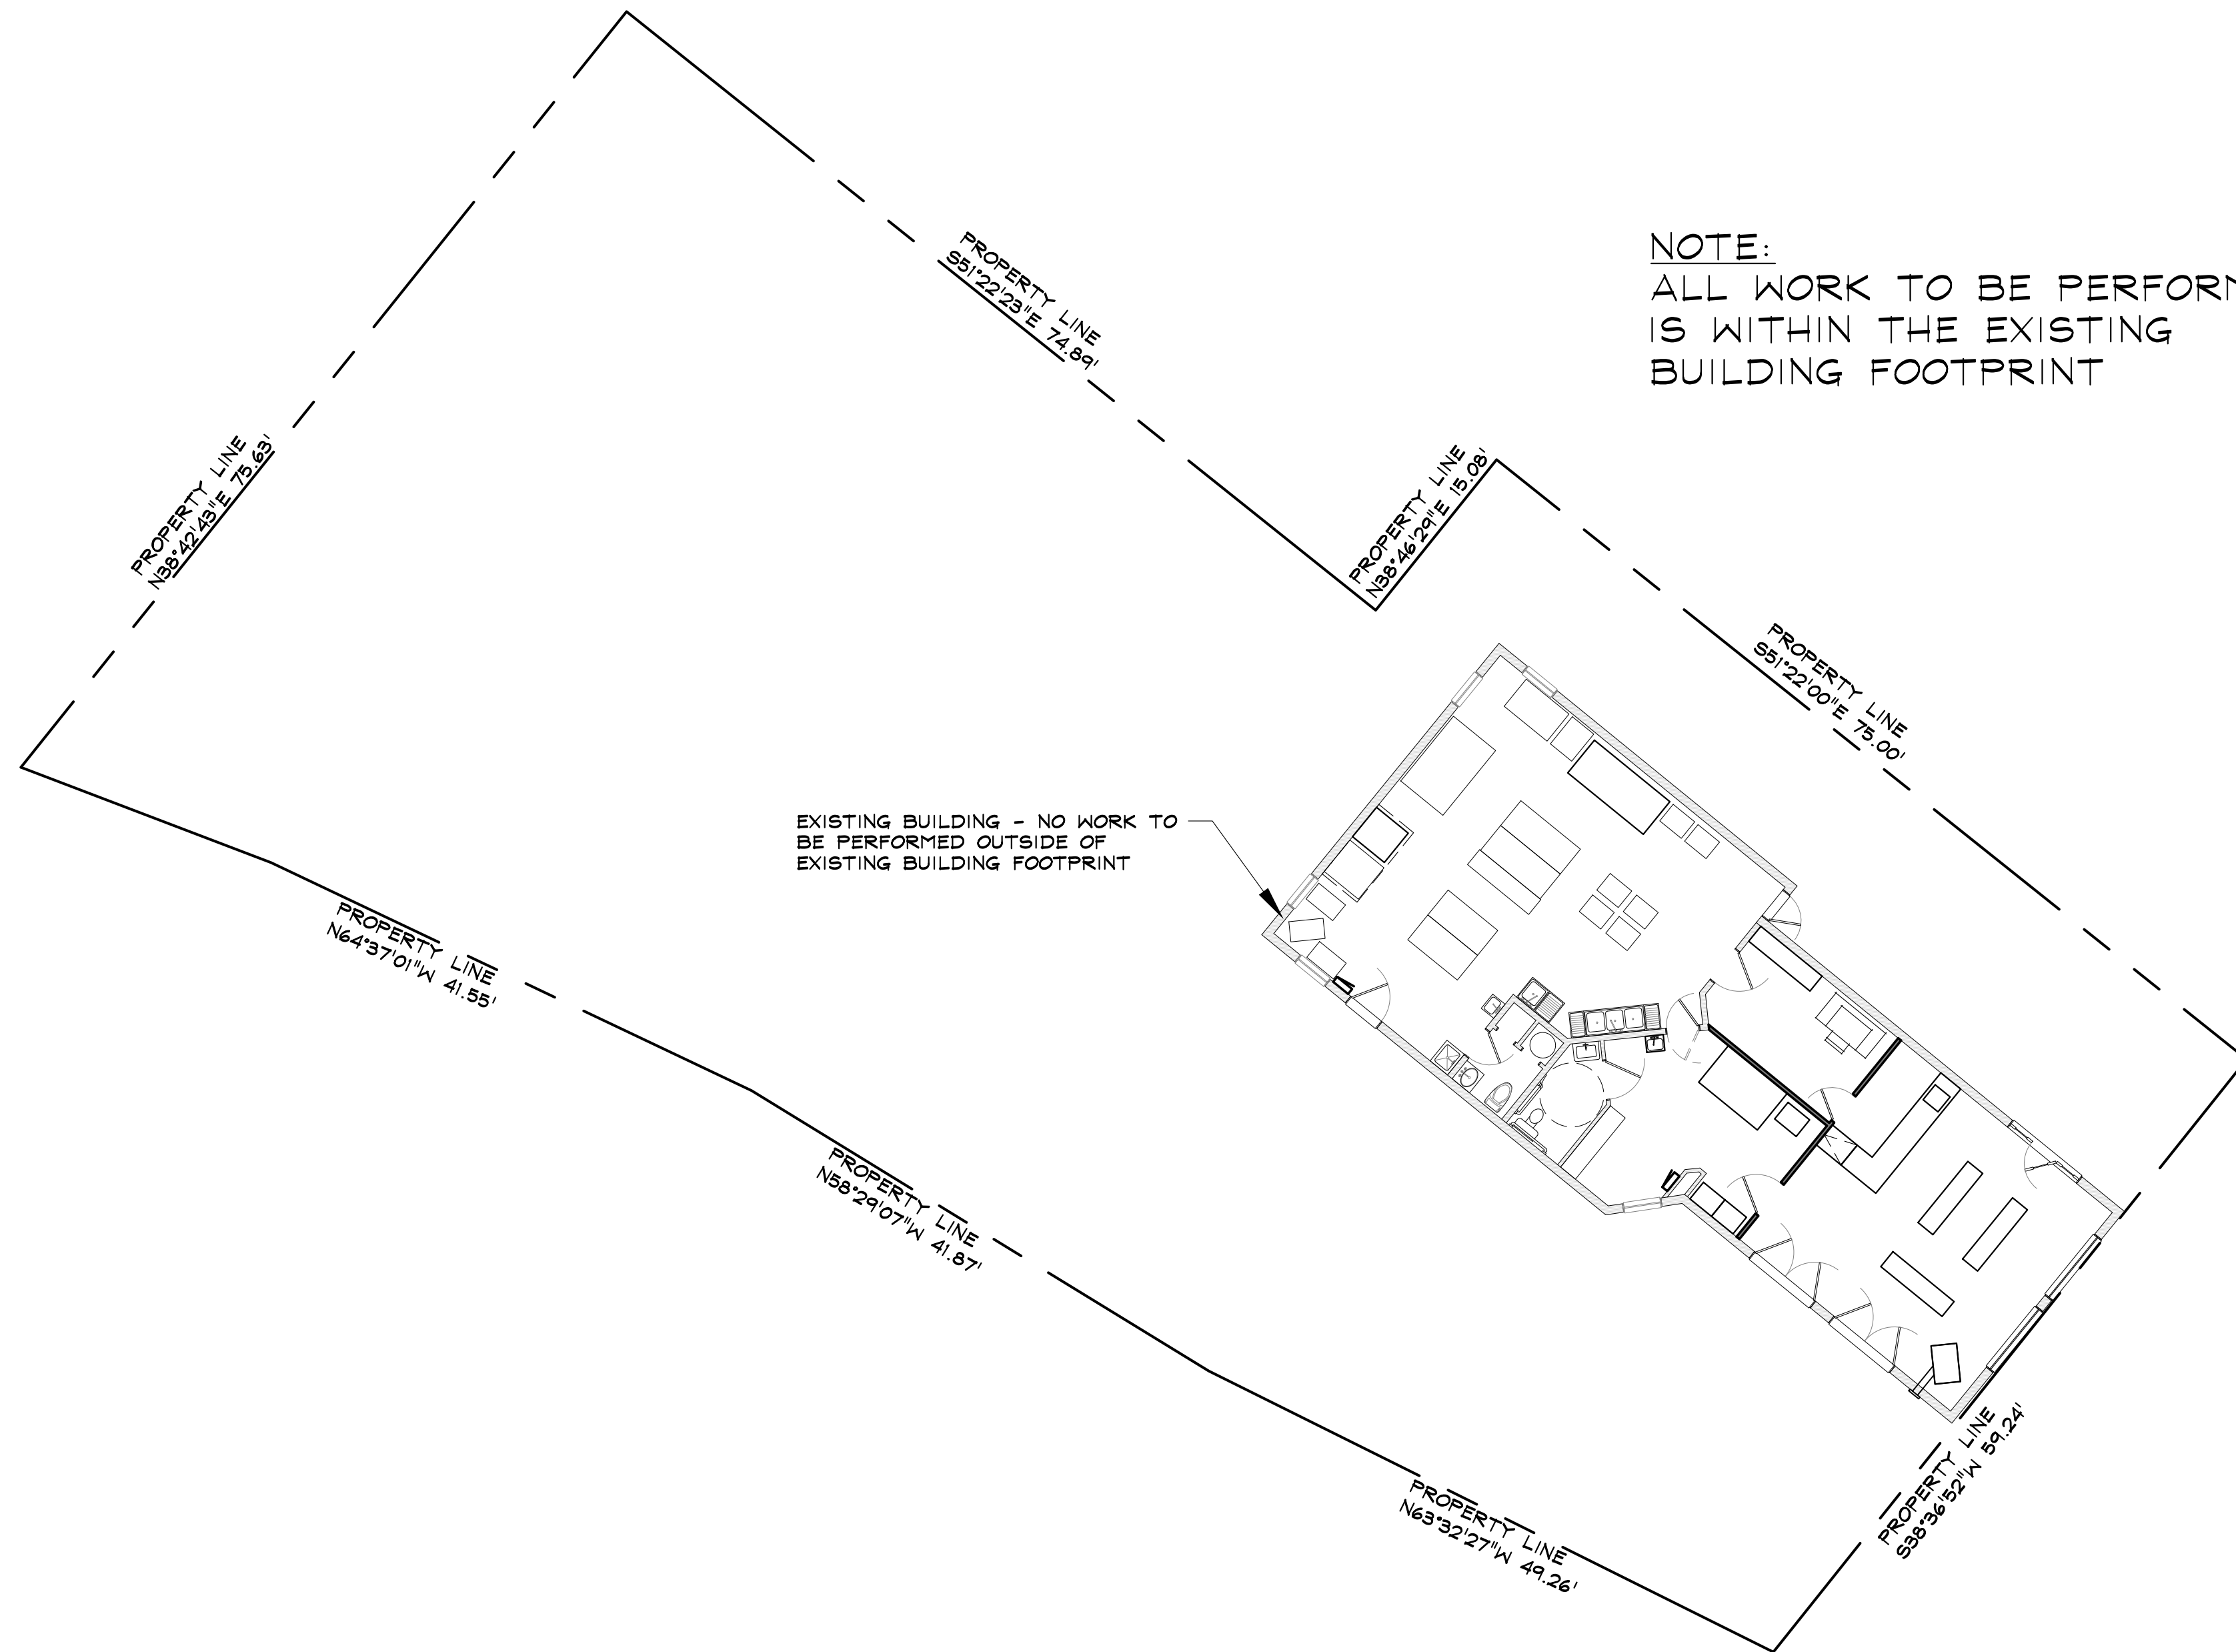 PROPERTY LINE
S51°22'23"E 74.89'
NOTE:
ALL WORK TO BE PERFORM
IS WITHIN THE EXISTING
BUILDING FOOTPRINT
PROPERTY LINE
N38°42'43"E 75.63'
PROPERTY LINE
N38°46'29"E 15.08'
PROPERTY LINE
S51°22'00"E 75.00'
EXISTING BUILDING - NO WORK TO
BE PERFORMED OUTSIDE OF
EXISTING BUILDING FOOTPRINT
PROPERTY LINE
N64°37'01"W 41.55'
PROPERTY LINE
N58°29'07"W 41.87'
PROPERTY LINE
S38°36'52"W 59.24'
PROPERTY LINE
N63°32'27"W 49.26'